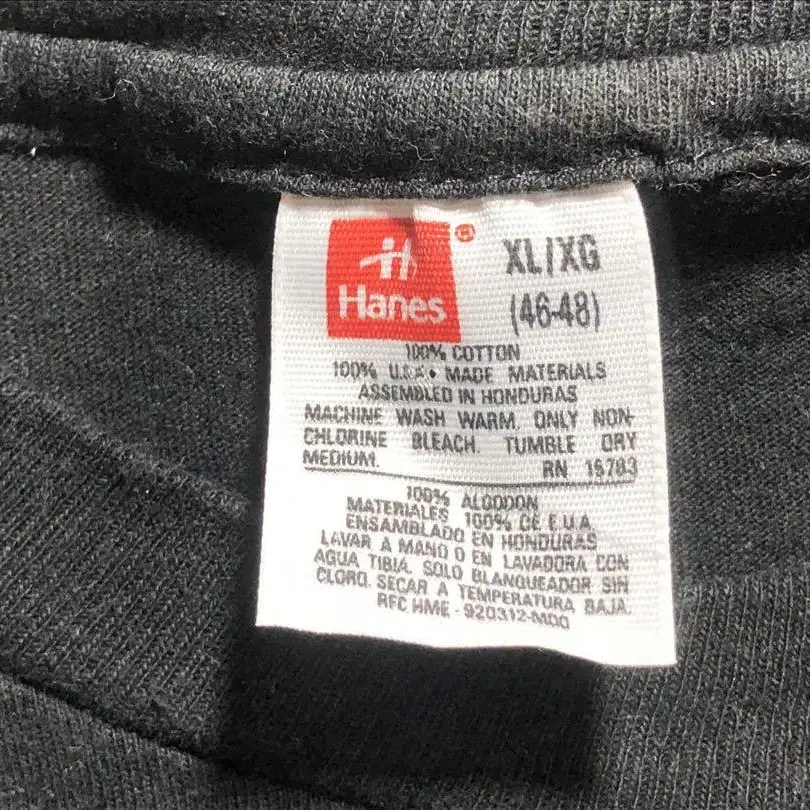 H
Hanes ®
XL/XG
(46-48)
100% COTTON
100% U.S.A. MADE MATERIALS
ASSEMBLED IN HONDURAS
MACHINE WASH WARM. ONLY NON-
CHLORINE BLEACH. TUMBLE DRY
MEDIUM. RN 15763
100% ALGODON
MATERIALES 100% DE E.U.A.
ENSAMBLADO EN HONDURAS
LAVAR A MANO O EN LAVADORA CON
AGUA TIBIA. SOLO BLANQUEADOR SIN
CLORO. SECAR A TEMPERATURA BAJA.
RFC HME - 920312-MO0